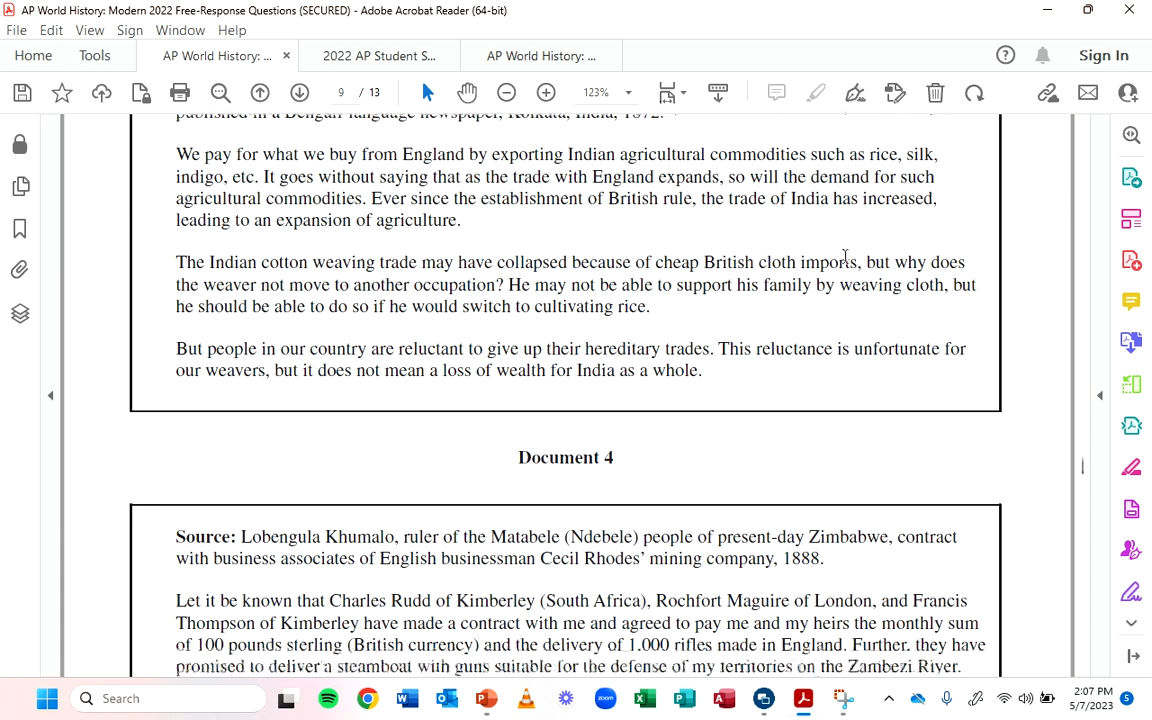 AP World History: Modern 2022 Free-Response Questions (SECURED) - Adobe Acrobat Reader (64-bit)
File Edit View Sign Window Help
Home Tools AP World History: ... × 2022 AP Student S... AP World History: ... Sign In
9 / 13 123%
published in a Bengali-language newspaper, Kolkata, India, 1872.
We pay for what we buy from England by exporting Indian agricultural commodities such as rice, silk,
indigo, etc. It goes without saying that as the trade with England expands, so will the demand for such
agricultural commodities. Ever since the establishment of British rule, the trade of India has increased,
leading to an expansion of agriculture.
The Indian cotton weaving trade may have collapsed because of cheap British cloth imports, but why does
the weaver not move to another occupation? He may not be able to support his family by weaving cloth, but
he should be able to do so if he would switch to cultivating rice.
But people in our country are reluctant to give up their hereditary trades. This reluctance is unfortunate for
our weavers, but it does not mean a loss of wealth for India as a whole.
Document 4
Source: Lobengula Khumalo, ruler of the Matabele (Ndebele) people of present-day Zimbabwe, contract
with business associates of English businessman Cecil Rhodes’ mining company, 1888.
Let it be known that Charles Rudd of Kimberley (South Africa), Rochfort Maguire of London, and Francis
Thompson of Kimberley have made a contract with me and agreed to pay me and my heirs the monthly sum
of 100 pounds sterling (British currency) and the delivery of 1,000 rifles made in England. Further, they have
promised to deliver a steamboat with guns suitable for the defense of my territories on the Zambezi River.
Search
2:07 PM
5/7/2023
5